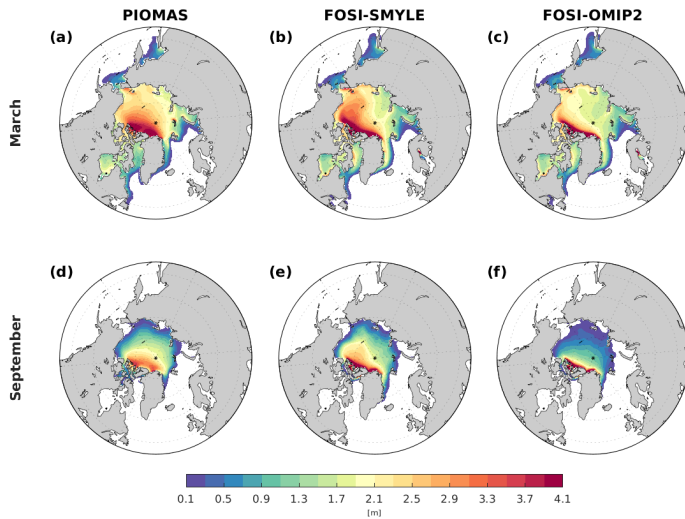 PIOMAS FOSI-SMYLE FOSI-OMIP2
(a) (b) (c)
March
(d) (e) (f)
September
0.1 0.5 0.9 1.3 1.7 2.1 2.5 2.9 3.3 3.7 4.1
[m]